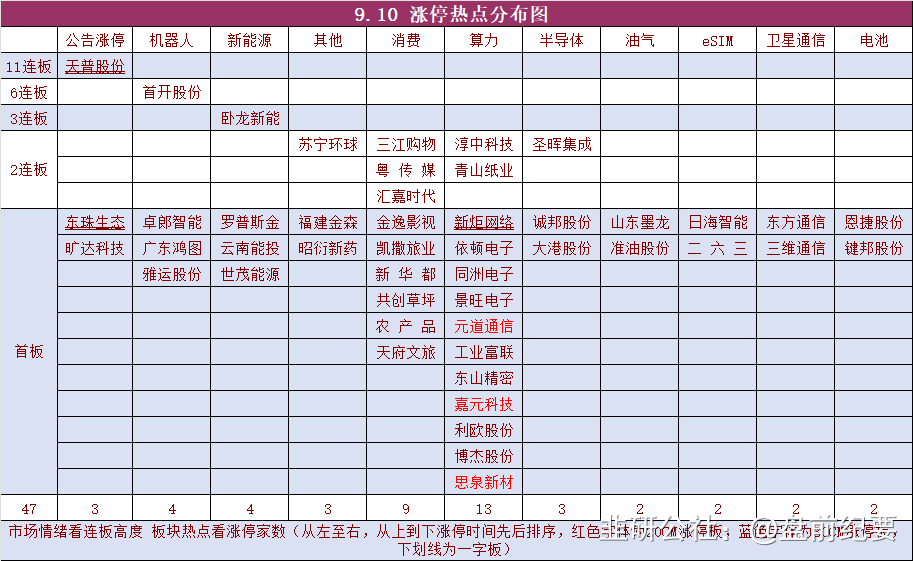 9.10 涨停热点分布图
公告涨停 机器人 新能源 其他 消费 算力 半导体 油气 eSIM 卫星通信 电池
11连板 天普股份
6连板 首开股份
3连板 卧龙新能
苏宁环球 三江购物 淳中科技 圣晖集成
2连板 粤传媒 青山纸业
汇嘉时代
东珠生态 卓郎智能 罗普斯金 福建金森 金逸影视 新炬网络 诚邦股份 山东墨龙 日海智能 东方通信 恩捷股份
旷达科技 广东鸿图 云南能投 昭衍新药 凯撒旅业 依顿电子 大港股份 准油股份 二六三 三维通信 键邦股份
雅运股份 世茂能源 新华都 同洲电子
共创草坪 景旺电子
农产品 元道通信
首板 天府文旅 工业富联
东山精密
嘉元科技
利欧股份
博杰股份
思泉新材
47 3 4 4 3 9 13 3 2 2 2 2
市场情绪看连板高度 板块热点看涨停家数（从左至右，从上到下涨停时间先后排序，红色
下划线为一字板）
韭研公社：@盘前纪要